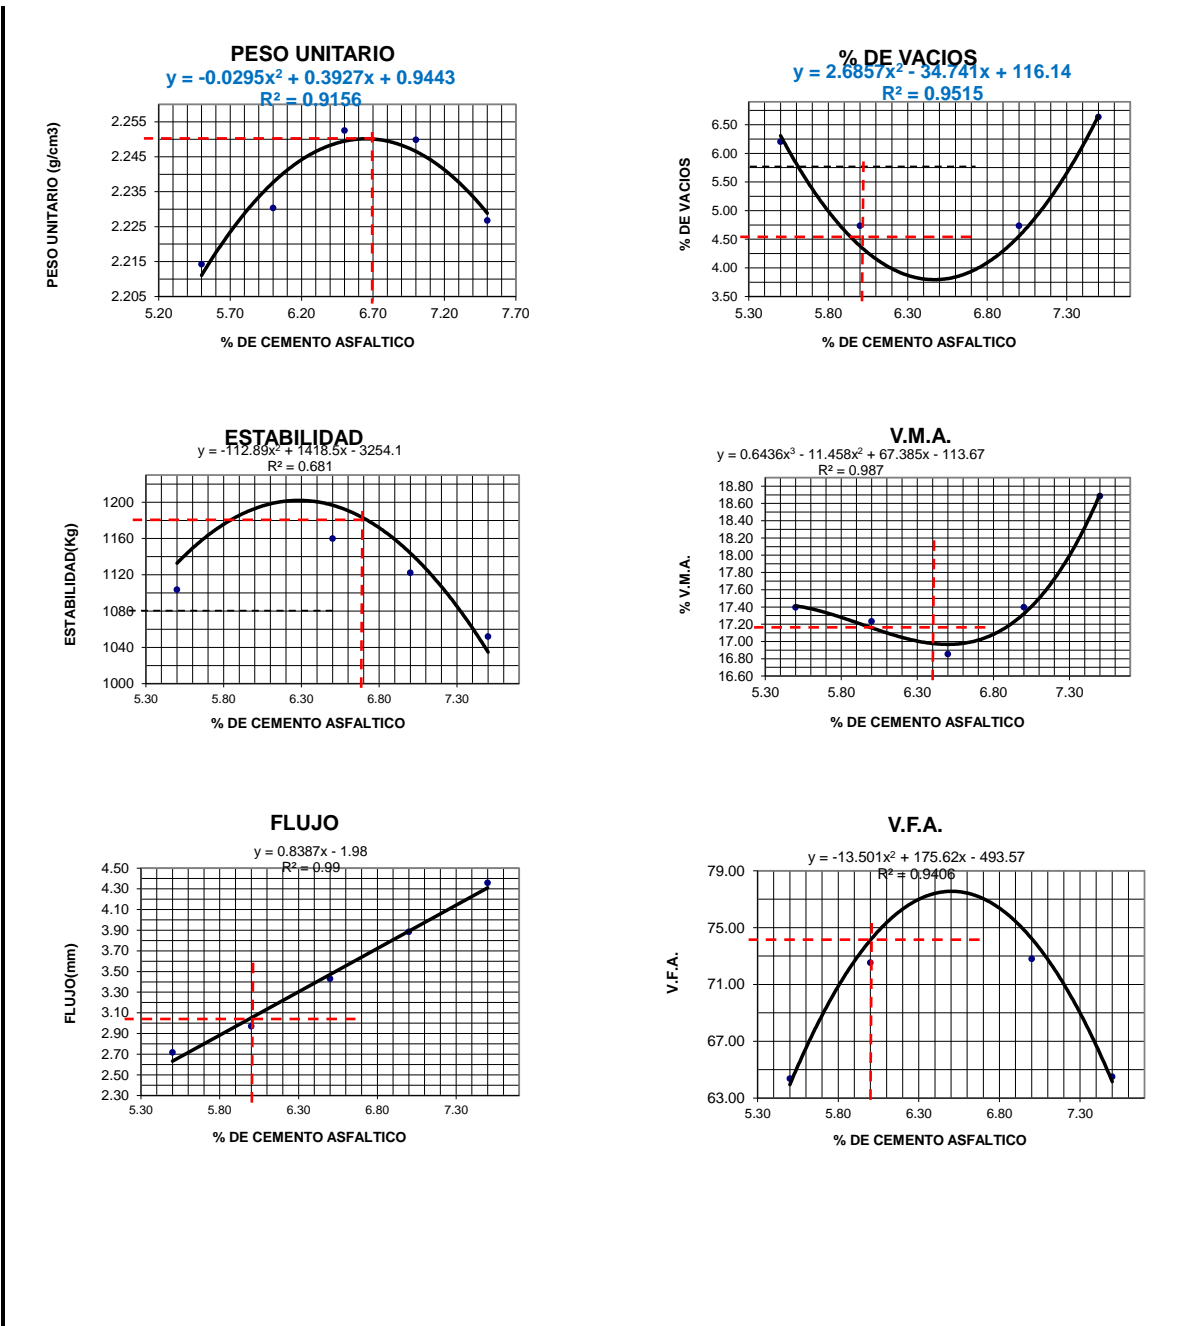 PESO UNITARIO
y = -0.0295x² + 0.3927x + 0.9443
R² = 0.9156
PESO UNITARIO (g/cm3)
2.255
2.245
2.235
2.225
2.215
2.205
5.20 5.70 6.20 6.70 7.20 7.70
% DE CEMENTO ASFALTICO
% DE VACIOS
y = 2.6857x² - 34.741x + 116.14
R² = 0.9515
% DE VACIOS
6.50
6.00
5.50
5.00
4.50
4.00
3.50
5.30 5.80 6.30 6.80 7.30
% DE CEMENTO ASFALTICO
ESTABILIDAD
y = -112.89x² + 1418.5x - 3254.1
R² = 0.681
ESTABILIDAD(Kg)
1200
1160
1120
1080
1040
1000
5.30 5.80 6.30 6.80 7.30
% DE CEMENTO ASFALTICO
V.M.A.
y = 0.6436x³ - 11.458x² + 67.385x - 113.67
R² = 0.987
% V.M.A.
18.80
18.60
18.40
18.20
18.00
17.80
17.60
17.40
17.20
17.00
16.80
16.60
5.30 5.80 6.30 6.80 7.30
% DE CEMENTO ASFALTICO
FLUJO
y = 0.8387x - 1.98
R² = 0.99
FLUJO(mm)
4.50
4.30
4.10
3.90
3.70
3.50
3.30
3.10
2.90
2.70
2.50
2.30
5.30 5.80 6.30 6.80 7.30
% DE CEMENTO ASFALTICO
V.F.A.
y = -13.501x² + 175.62x - 493.57
R² = 0.9406
V.F.A.
79.00
75.00
71.00
67.00
63.00
5.30 5.80 6.30 6.80 7.30
% DE CEMENTO ASFALTICO